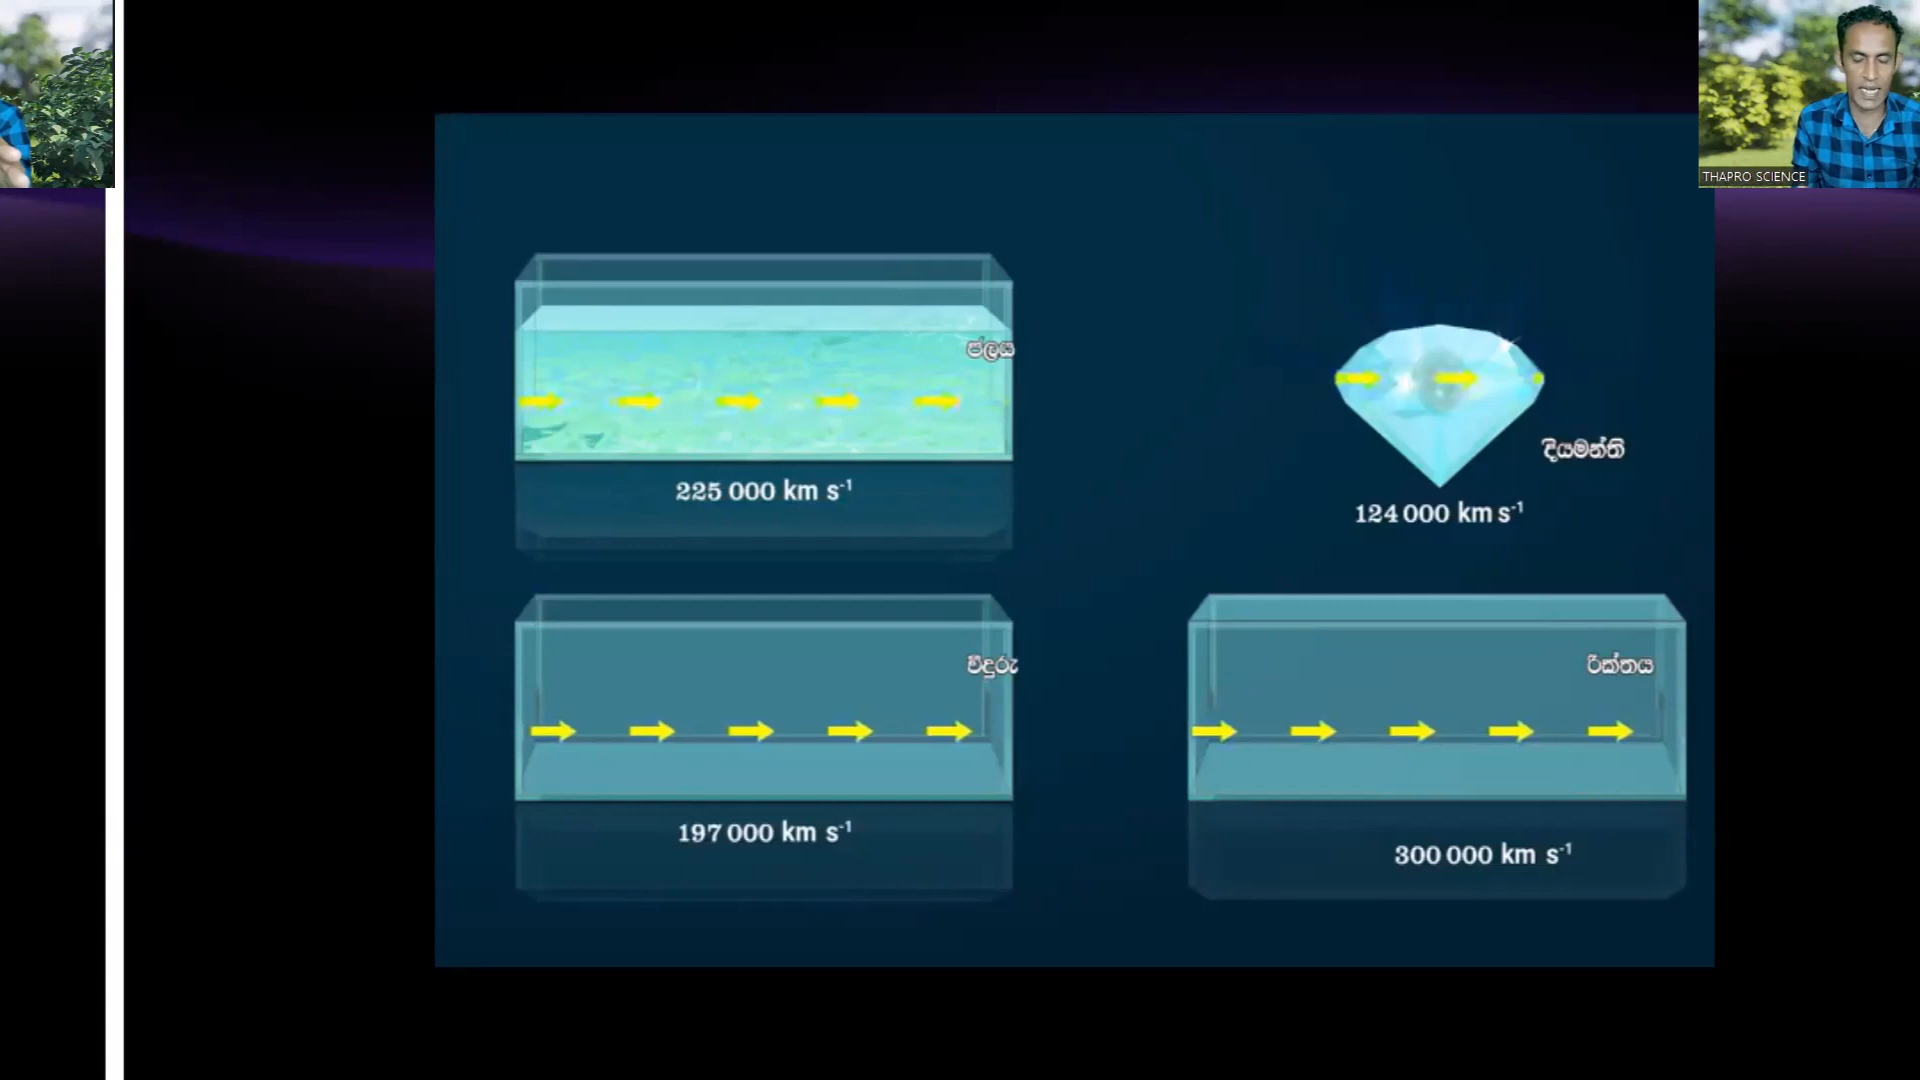 THAPRO SCIENCE
ජලය
225 000 km s⁻¹
දියමන්ති
124 000 km s⁻¹
වීදුරු
197 000 km s⁻¹
රික්තය
300 000 km s⁻¹